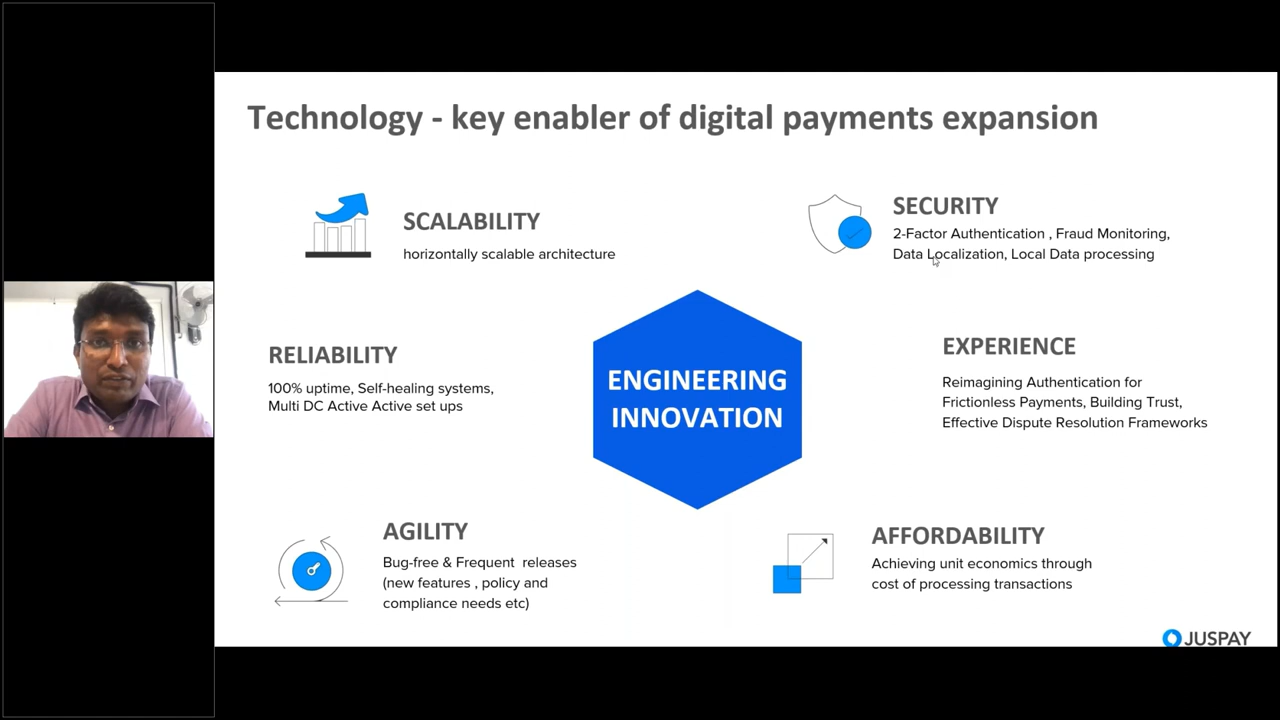 Technology - key enabler of digital payments expansion
SCALABILITY
horizontally scalable architecture
SECURITY
2-Factor Authentication , Fraud Monitoring,
Data Localization, Local Data processing
RELIABILITY
100% uptime, Self-healing systems,
Multi DC Active Active set ups
ENGINEERING
INNOVATION
EXPERIENCE
Reimagining Authentication for
Frictionless Payments, Building Trust,
Effective Dispute Resolution Frameworks
AGILITY
Bug-free & Frequent releases
(new features , policy and
compliance needs etc)
AFFORDABILITY
Achieving unit economics through
cost of processing transactions
JUSPAY